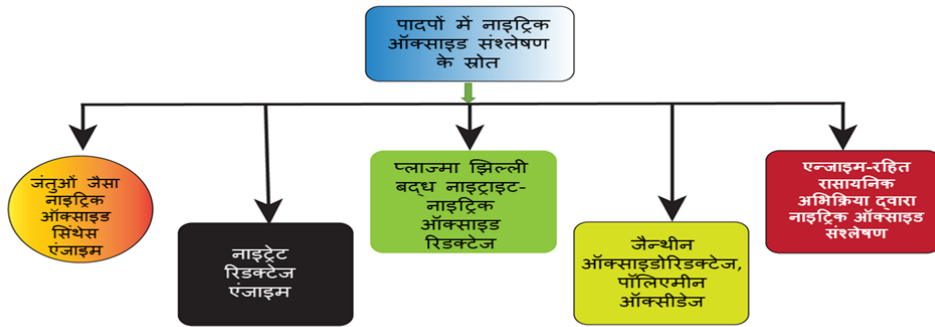 पादपों में नाइट्रिक
ऑक्साइड संश्लेषण
के स्रोत
जंतुओं जैसा
नाइट्रिक
ऑक्साइड
सिंथेस
एंजाइम
नाइट्रेट
रिडक्टेज
एंजाइम
प्लाज्मा झिल्ली
बद्ध नाइट्राइट-
नाइट्रिक
ऑक्साइड
रिडक्टेज
जैन्थीन
ऑक्साइडोरिडक्टेज,
पॉलिएमीन
ऑक्सीडेज
एन्जाइम-रहित
रासायनिक
अभिक्रिया द्वारा
नाइट्रिक ऑक्साइड
संश्लेषण